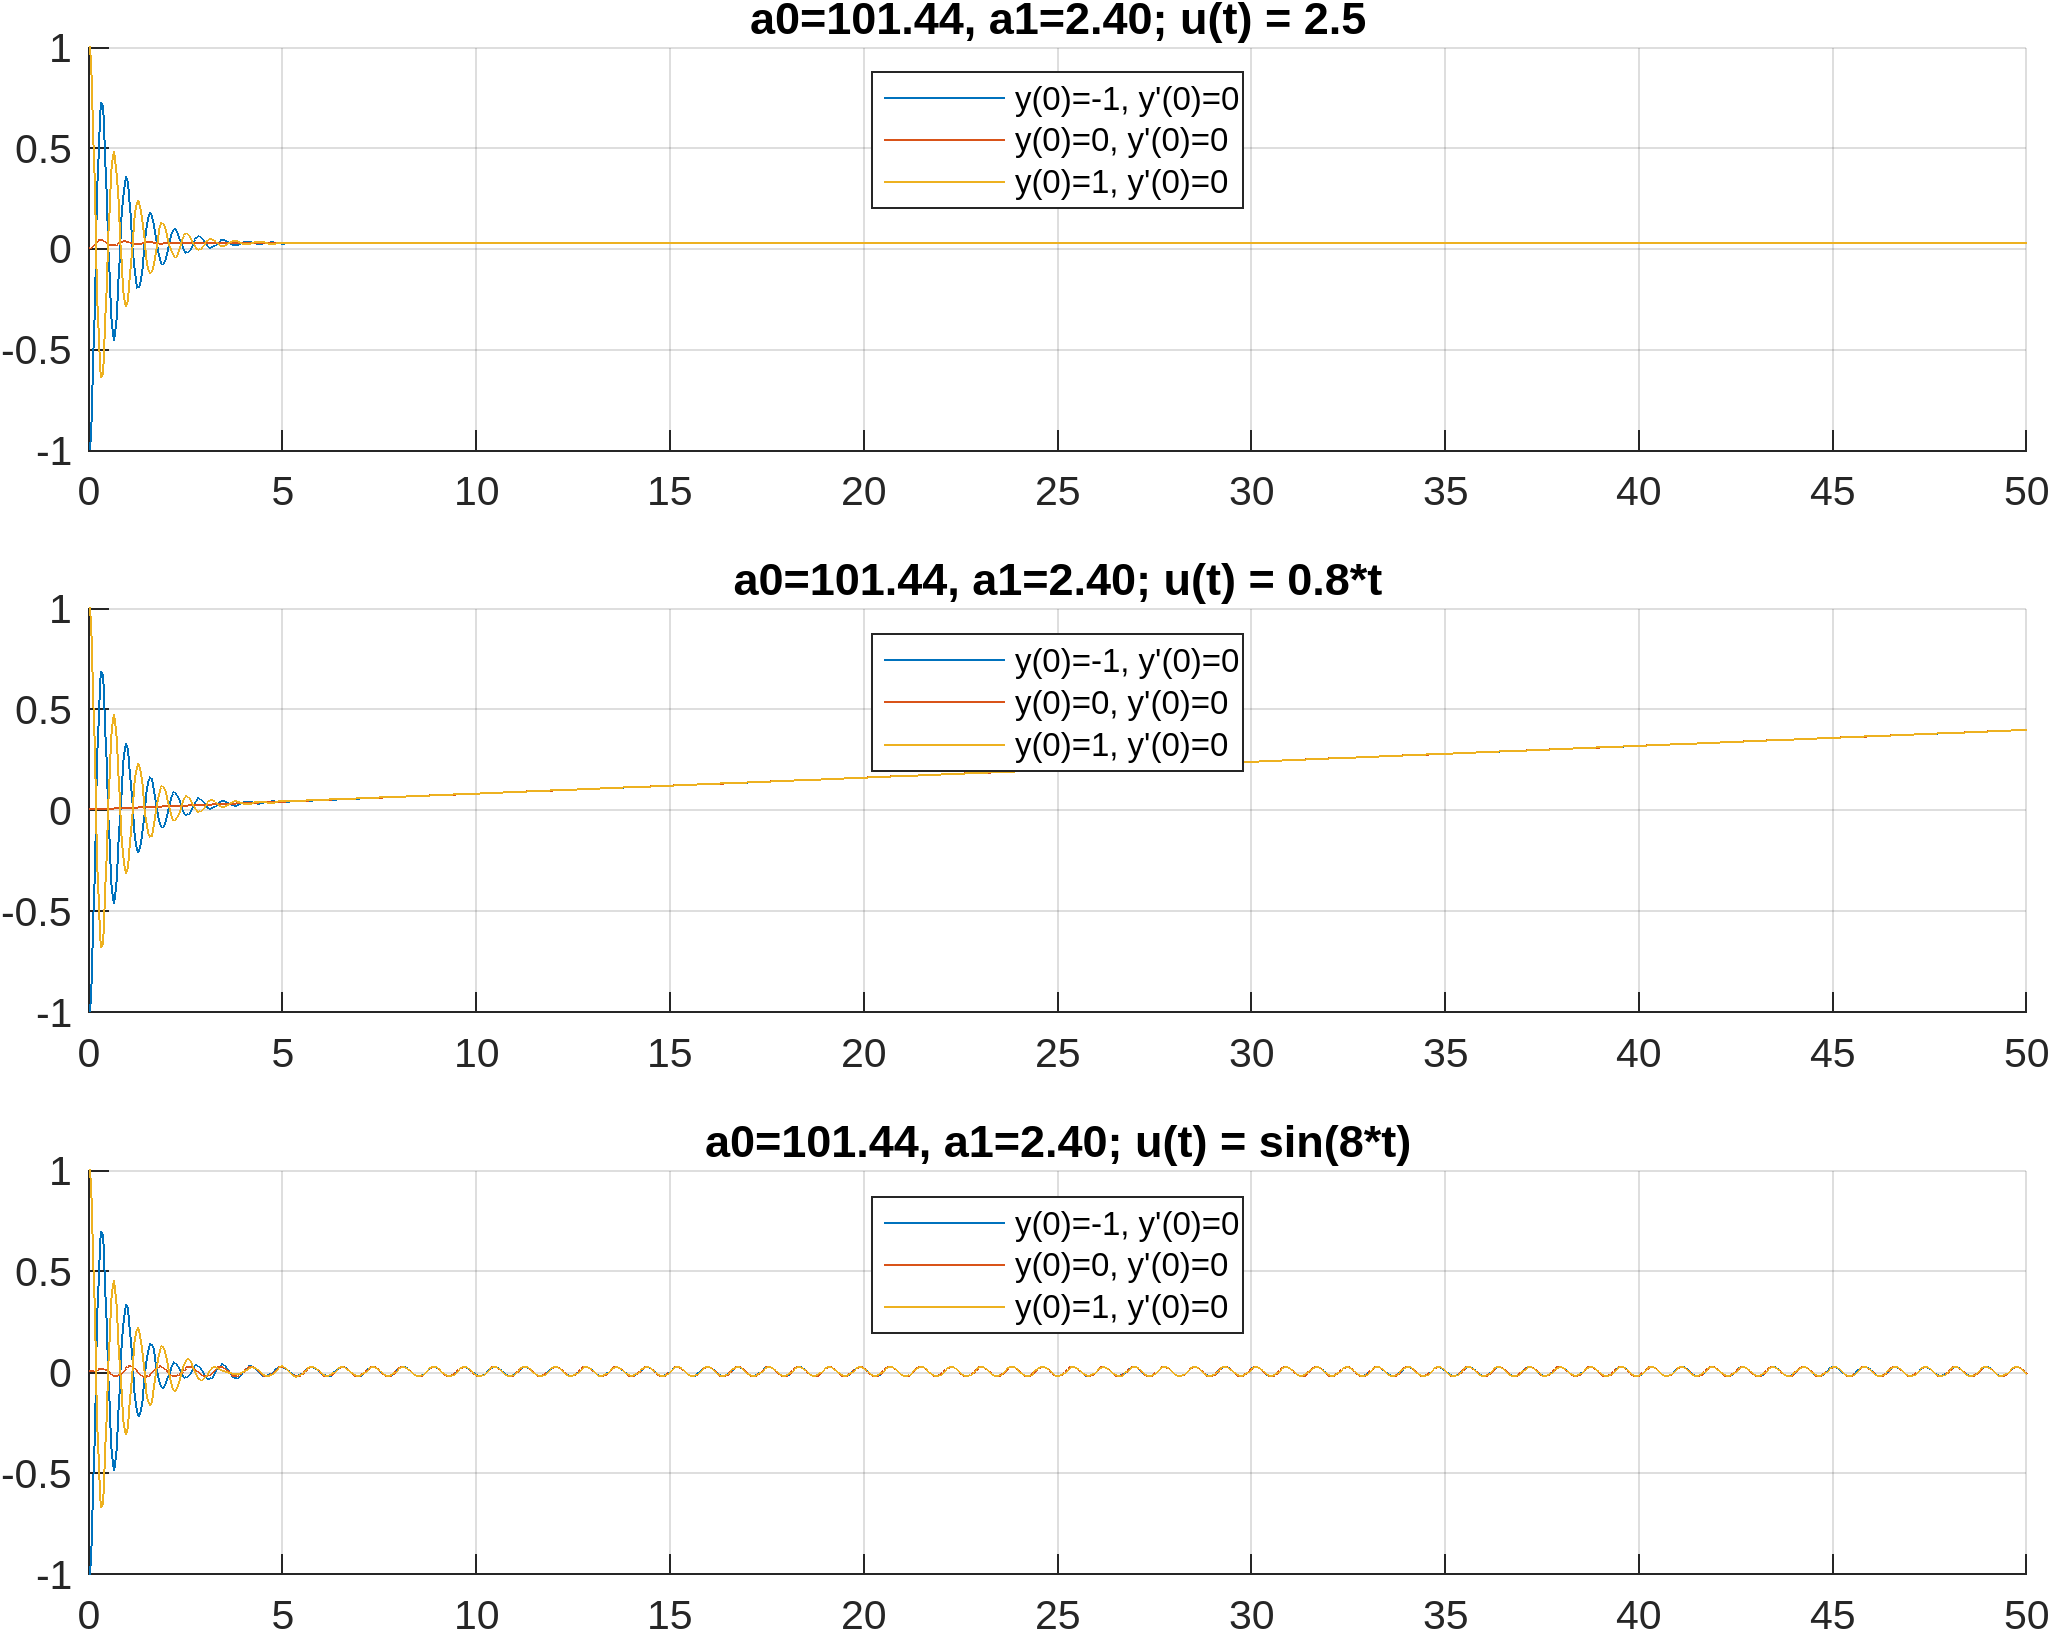 a0=101.44, a1=2.40; u(t) = 2.5
1
0.5
0
-0.5
-1
y(0)=-1, y'(0)=0
y(0)=0, y'(0)=0
y(0)=1, y'(0)=0
0 5 10 15 20 25 30 35 40 45 50
a0=101.44, a1=2.40; u(t) = 0.8*t
1
0.5
0
-0.5
-1
y(0)=-1, y'(0)=0
y(0)=0, y'(0)=0
y(0)=1, y'(0)=0
0 5 10 15 20 25 30 35 40 45 50
a0=101.44, a1=2.40; u(t) = sin(8*t)
1
0.5
0
-0.5
-1
y(0)=-1, y'(0)=0
y(0)=0, y'(0)=0
y(0)=1, y'(0)=0
0 5 10 15 20 25 30 35 40 45 50